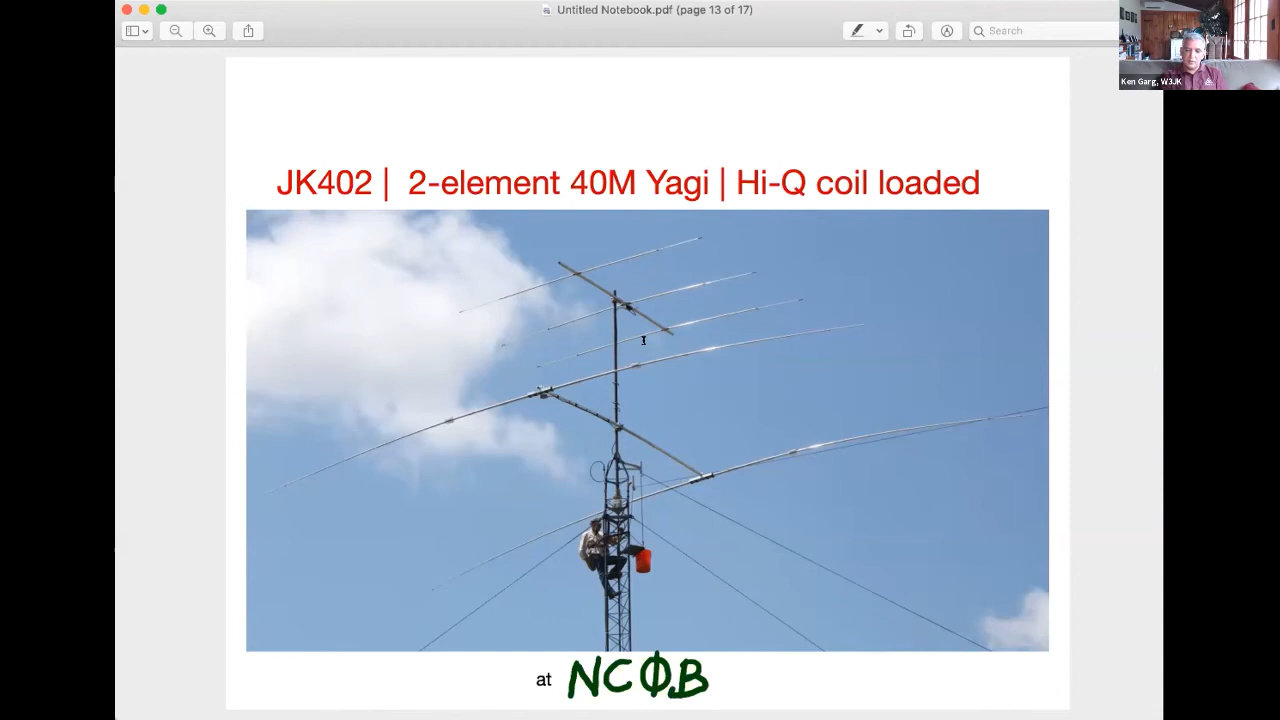 Untitled Notebook.pdf (page 13 of 17)
Search
Ken Garg, W3JK
JK402 | 2-element 40M Yagi | Hi-Q coil loaded
at NCØB